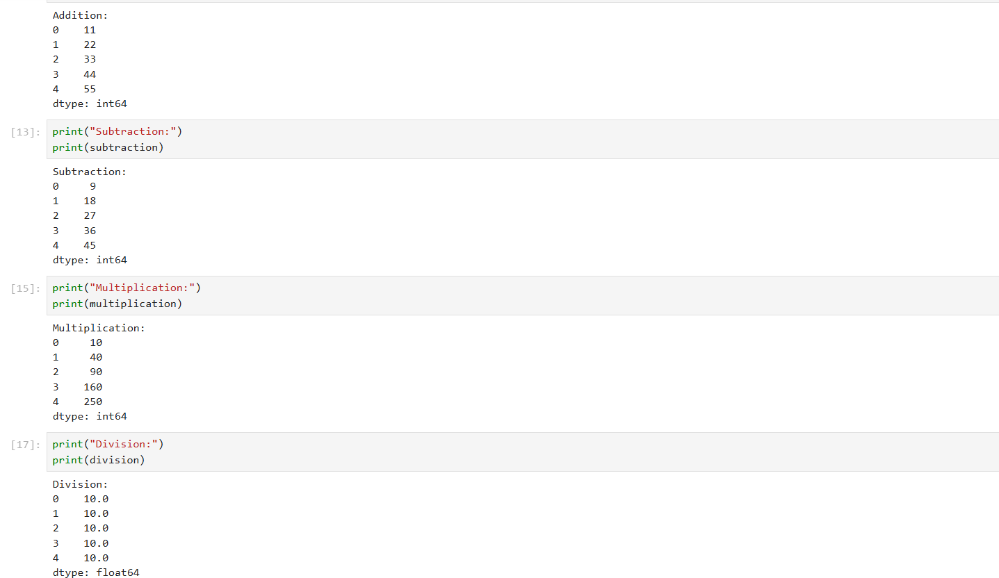 Addition:
0    11
1    22
2    33
3    44
4    55
dtype: int64
[13]: print("Subtraction:")
print(subtraction)
Subtraction:
0     9
1    18
2    27
3    36
4    45
dtype: int64
[15]: print("Multiplication:")
print(multiplication)
Multiplication:
0     10
1     40
2     90
3    160
4    250
dtype: int64
[17]: print("Division:")
print(division)
Division:
0    10.0
1    10.0
2    10.0
3    10.0
4    10.0
dtype: float64